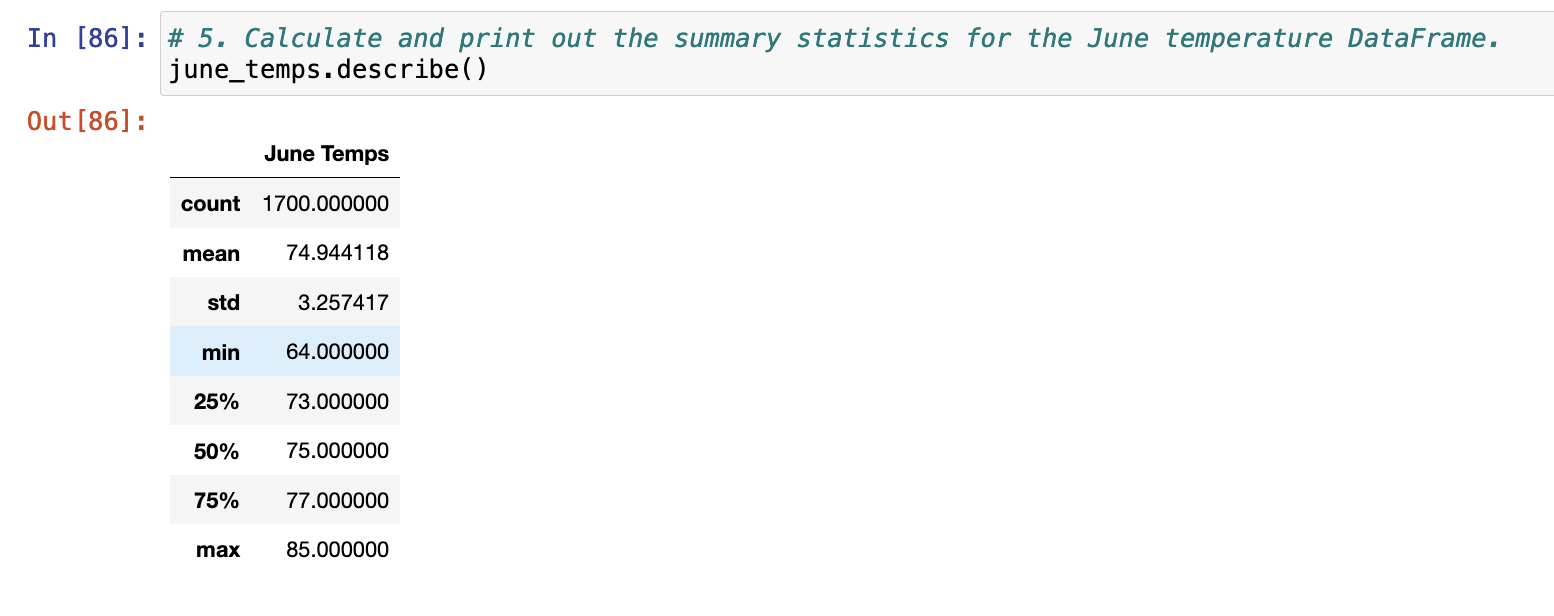 In [86]: # 5. Calculate and print out the summary statistics for the June temperature DataFrame.
june_temps.describe()
Out[86]:
June Temps
count 1700.000000
mean 74.944118
std 3.257417
min 64.000000
25% 73.000000
50% 75.000000
75% 77.000000
max 85.000000